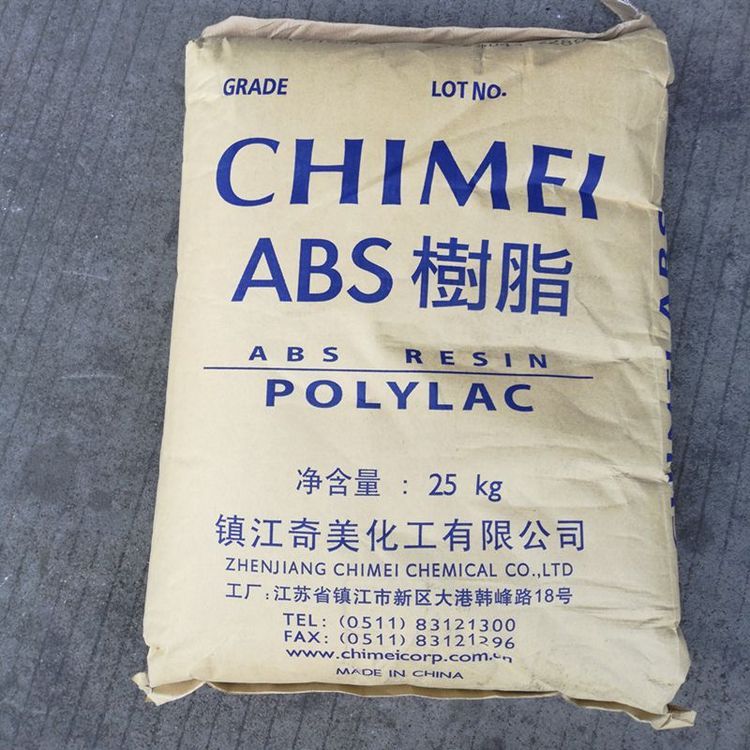 GRADE LOT NO.
CHIMEI
ABS 樹脂
ABS RESIN
POLYLAC
净含量 : 25 kg
镇江奇美化工有限公司
ZHENJIANG CHIMEI CHEMICAL CO.,LTD
工厂:江苏省镇江市新区大港韩峰路18号
TEL: (0511) 83121300
FAX: (0511) 83121296
www.chimeicorp.com.cn
MADE IN CHINA
CHIMEI ABS